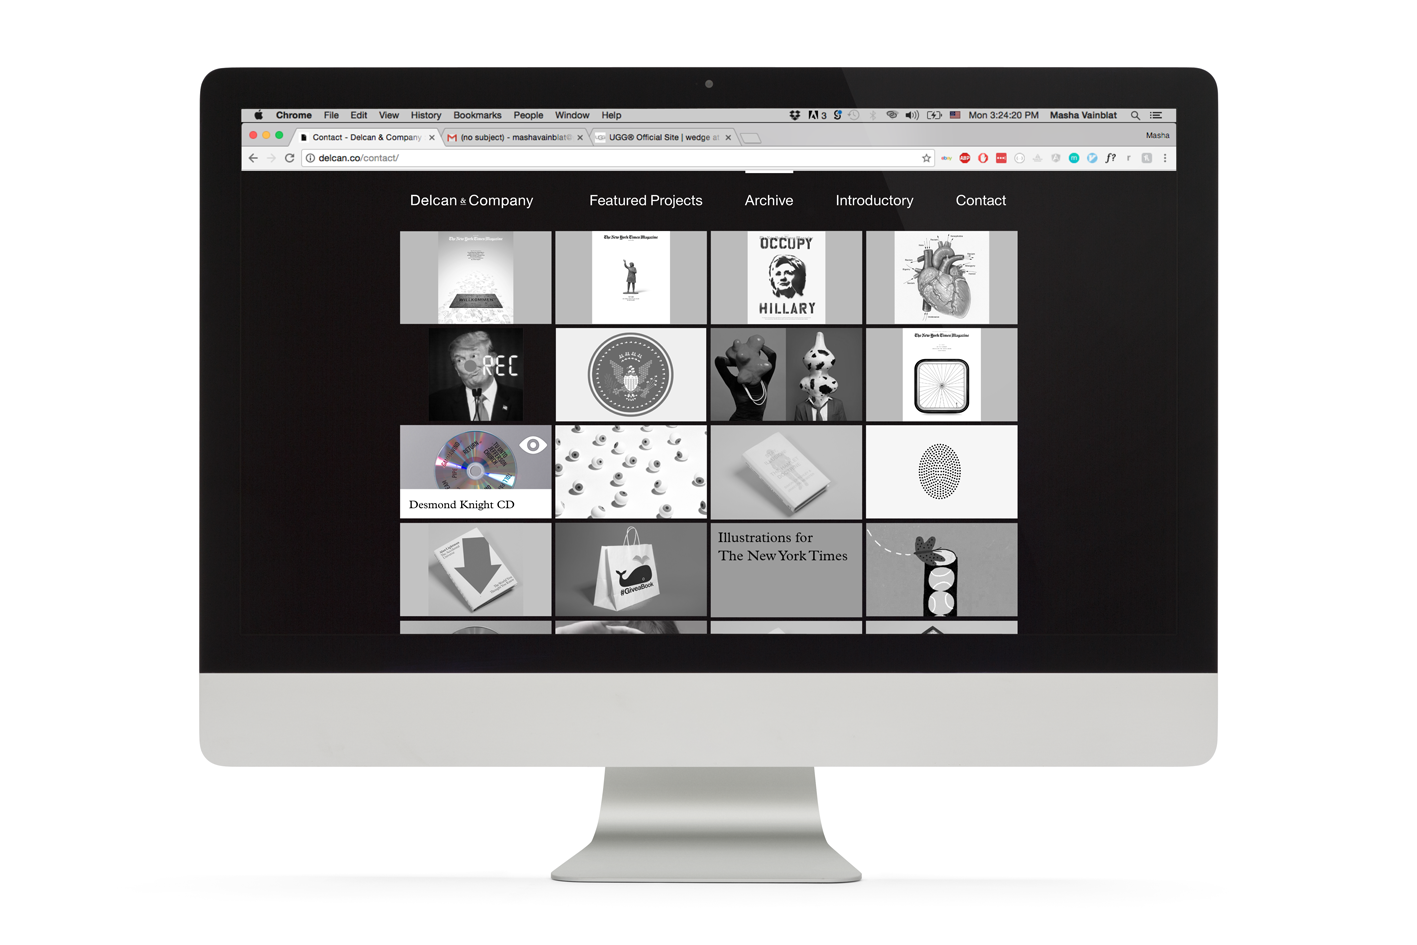 Chrome File Edit View History Bookmarks People Window Help 3 Mon 3:24:20 PM Masha Vainblat
Contact - Delcan & Company (no subject) - mashavainblat@ UGG® Official Site | wedge at Masha
delcan.co/contact/ ebay ABP f? r
Delcan & Company Featured Projects Archive Introductory Contact
The New York Times Magazine
The New York Times Magazine
OCCUPY
HILLARY
REC
The New York Times Magazine
Desmond Knight CD
#GiveaBook
Illustrations for
The New York Times